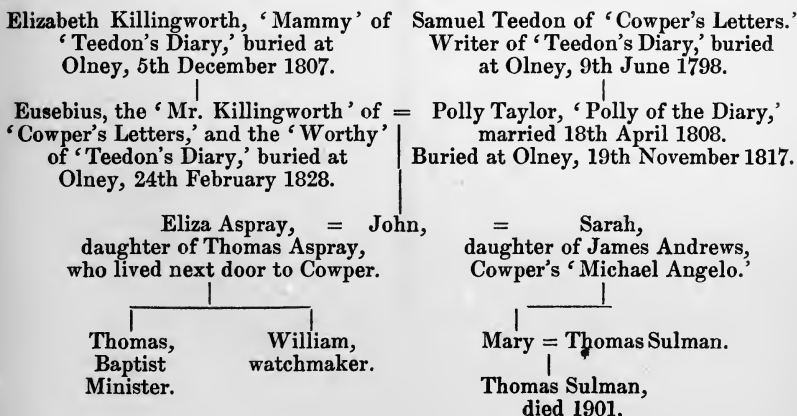 Elizabeth Killingworth, ‘Mammy’ of
‘Teedon's Diary,’ buried at
Olney, 5th December 1807.
Samuel Teedon of ‘Cowper's Letters.’
Writer of ‘Teedon's Diary,’ buried
at Olney, 9th June 1798.
Eusebius, the ‘Mr. Killingworth’ of =
‘Cowper's Letters,’ and the ‘Worthy’
of ‘Teedon's Diary,’ buried at
Olney, 24th February 1828.
Polly Taylor, ‘Polly of the Diary,’
married 18th April 1808.
Buried at Olney, 19th November 1817.
Eliza Aspray, = John, = Sarah,
daughter of Thomas Aspray,
who lived next door to Cowper.
daughter of James Andrews,
Cowper's ‘Michael Angelo.’
Thomas,
Baptist
Minister.
William,
watchmaker.
Mary = Thomas Sulman.
Thomas Sulman,
died 1901.